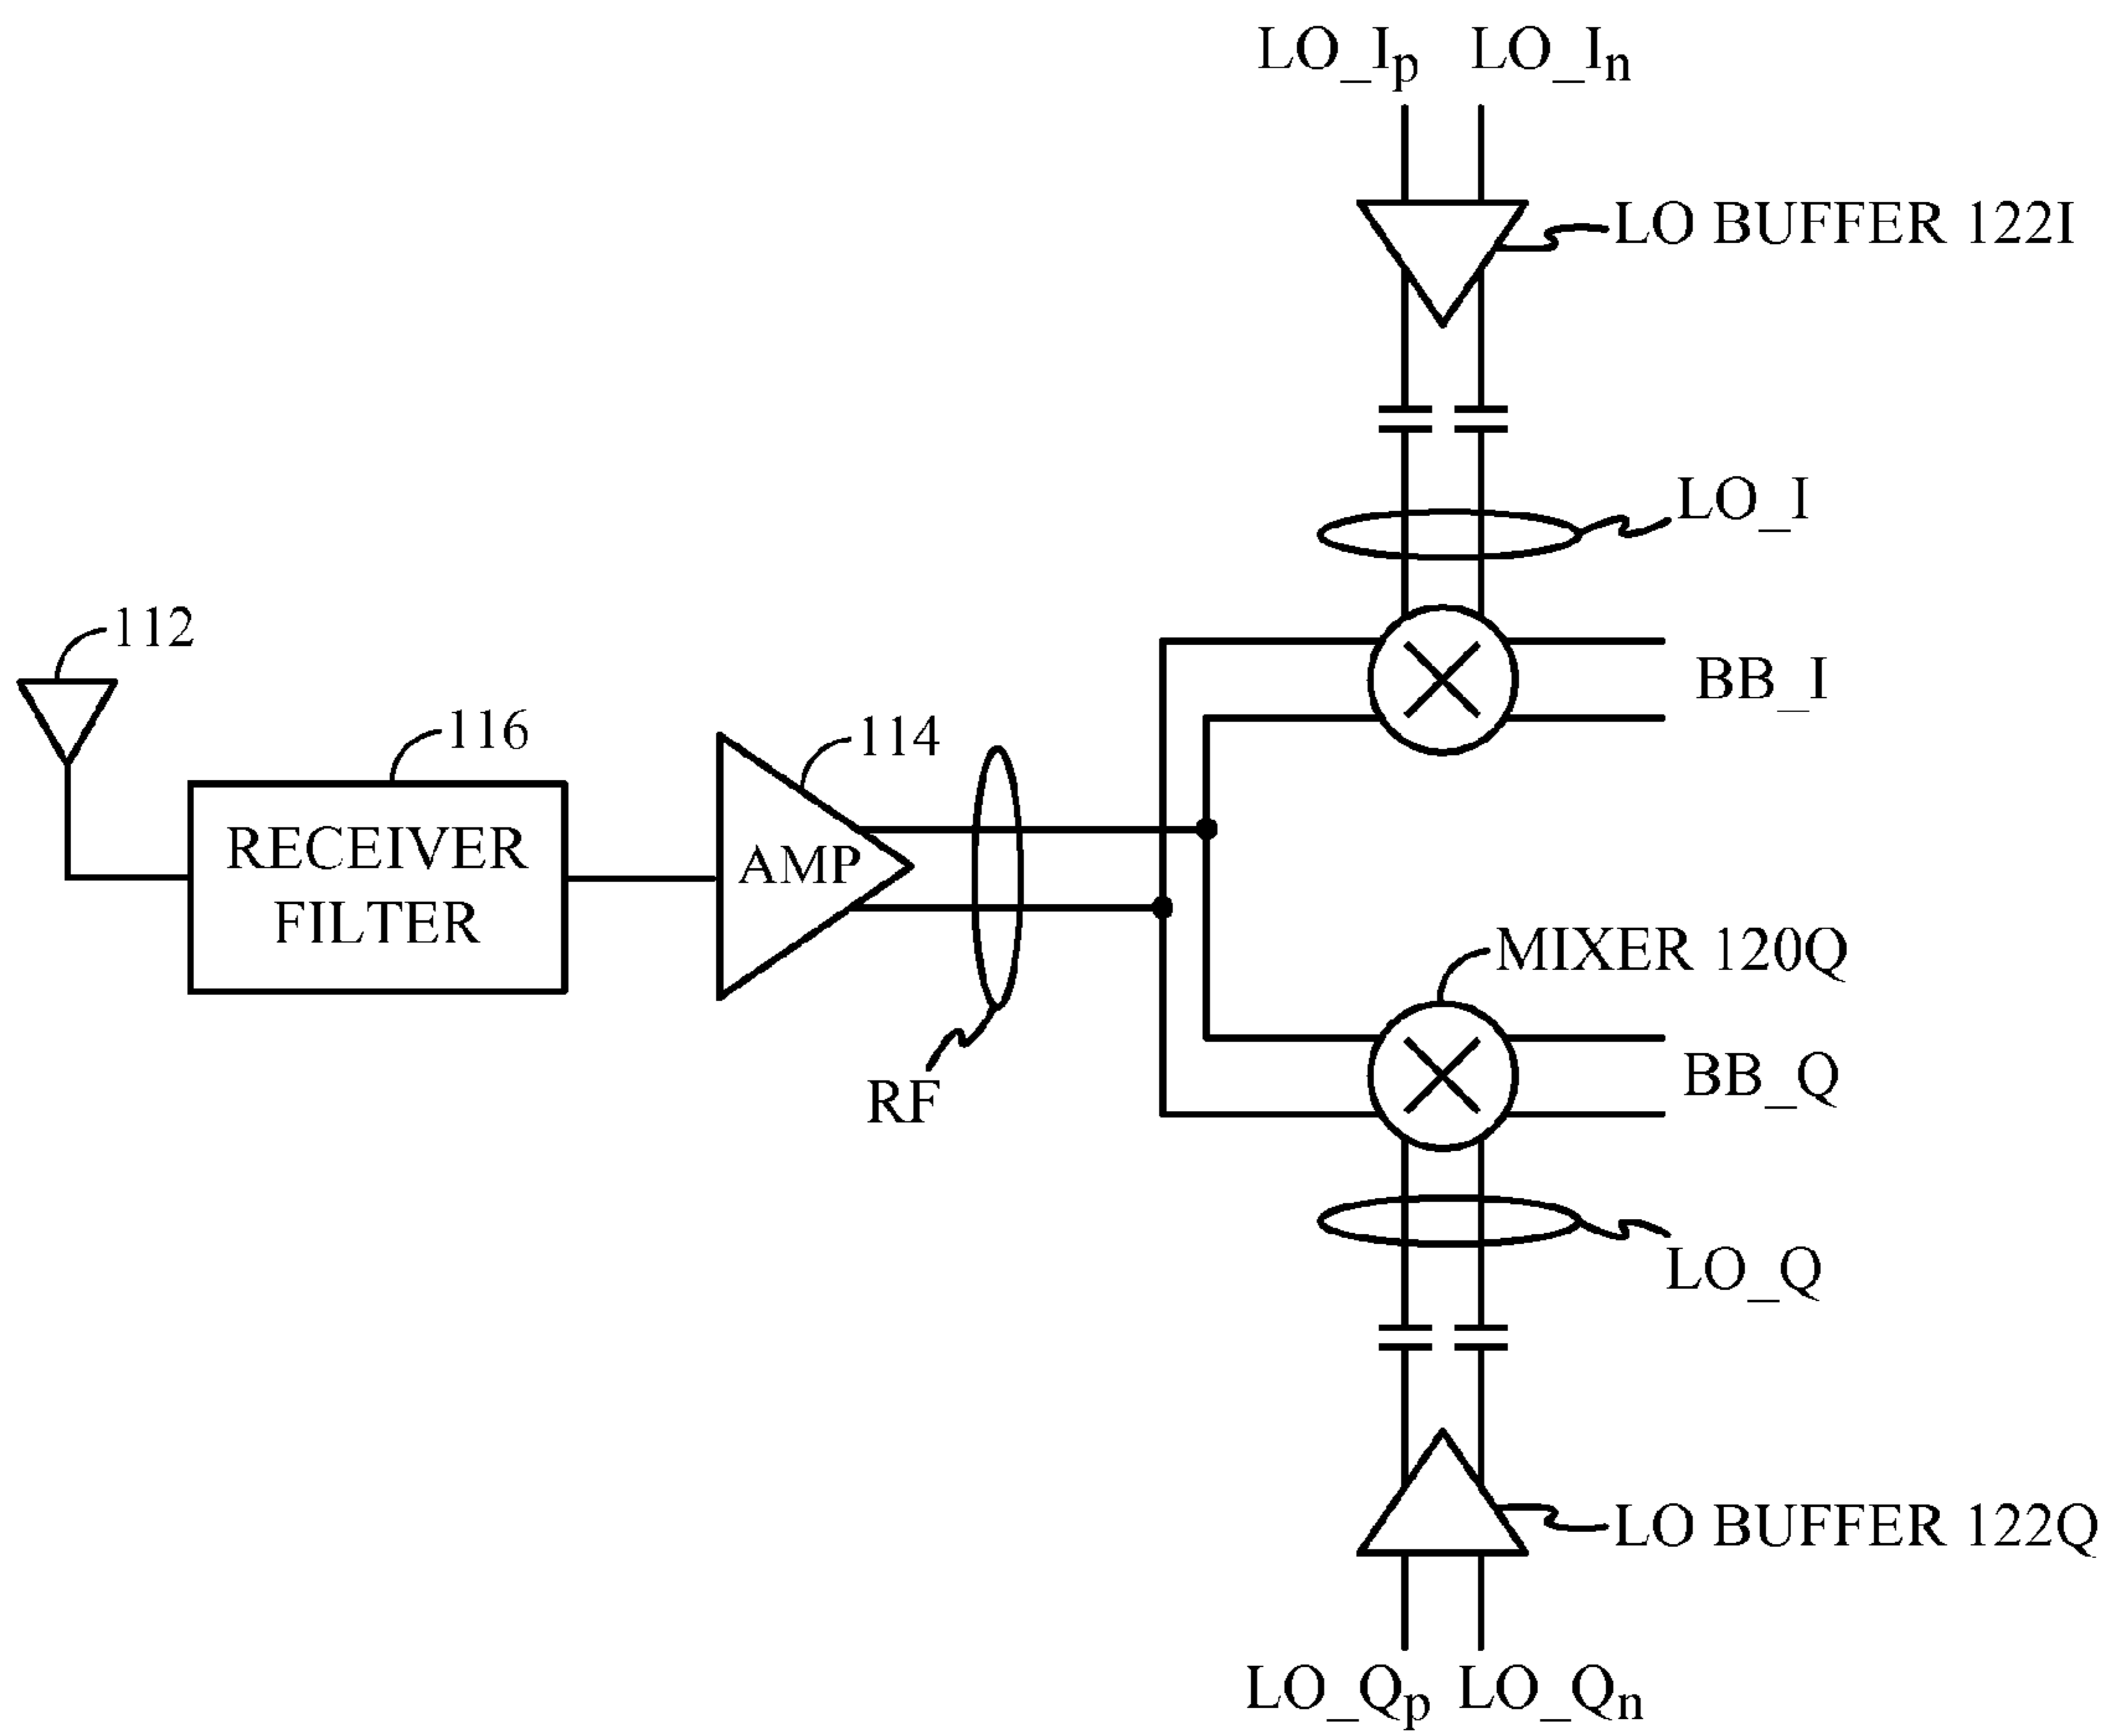 LO_Ip LO_In
LO BUFFER 122I
LO_I
112
BB_I
116
114
RECEIVER
FILTER
AMP
MIXER 120Q
RF
BB_Q
LO_Q
LO BUFFER 122Q
LO_Qp LO_Qn